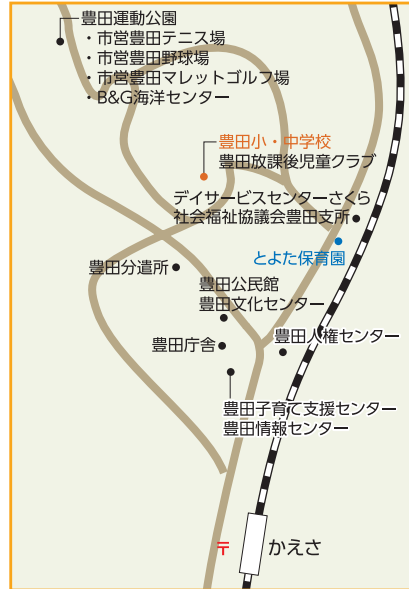 豊田運動公園
・市営豊田テニス場
・市営豊田野球場
・市営豊田マレットゴルフ場
・B&G海洋センター
豊田小・中学校
豊田放課後児童クラブ
デイサービスセンターさくら
社会福祉協議会豊田支所
とよた保育園
豊田分遣所
豊田公民館
豊田文化センター
豊田人権センター
豊田庁舎
豊田子育て支援センター
豊田情報センター
〒
かえさ